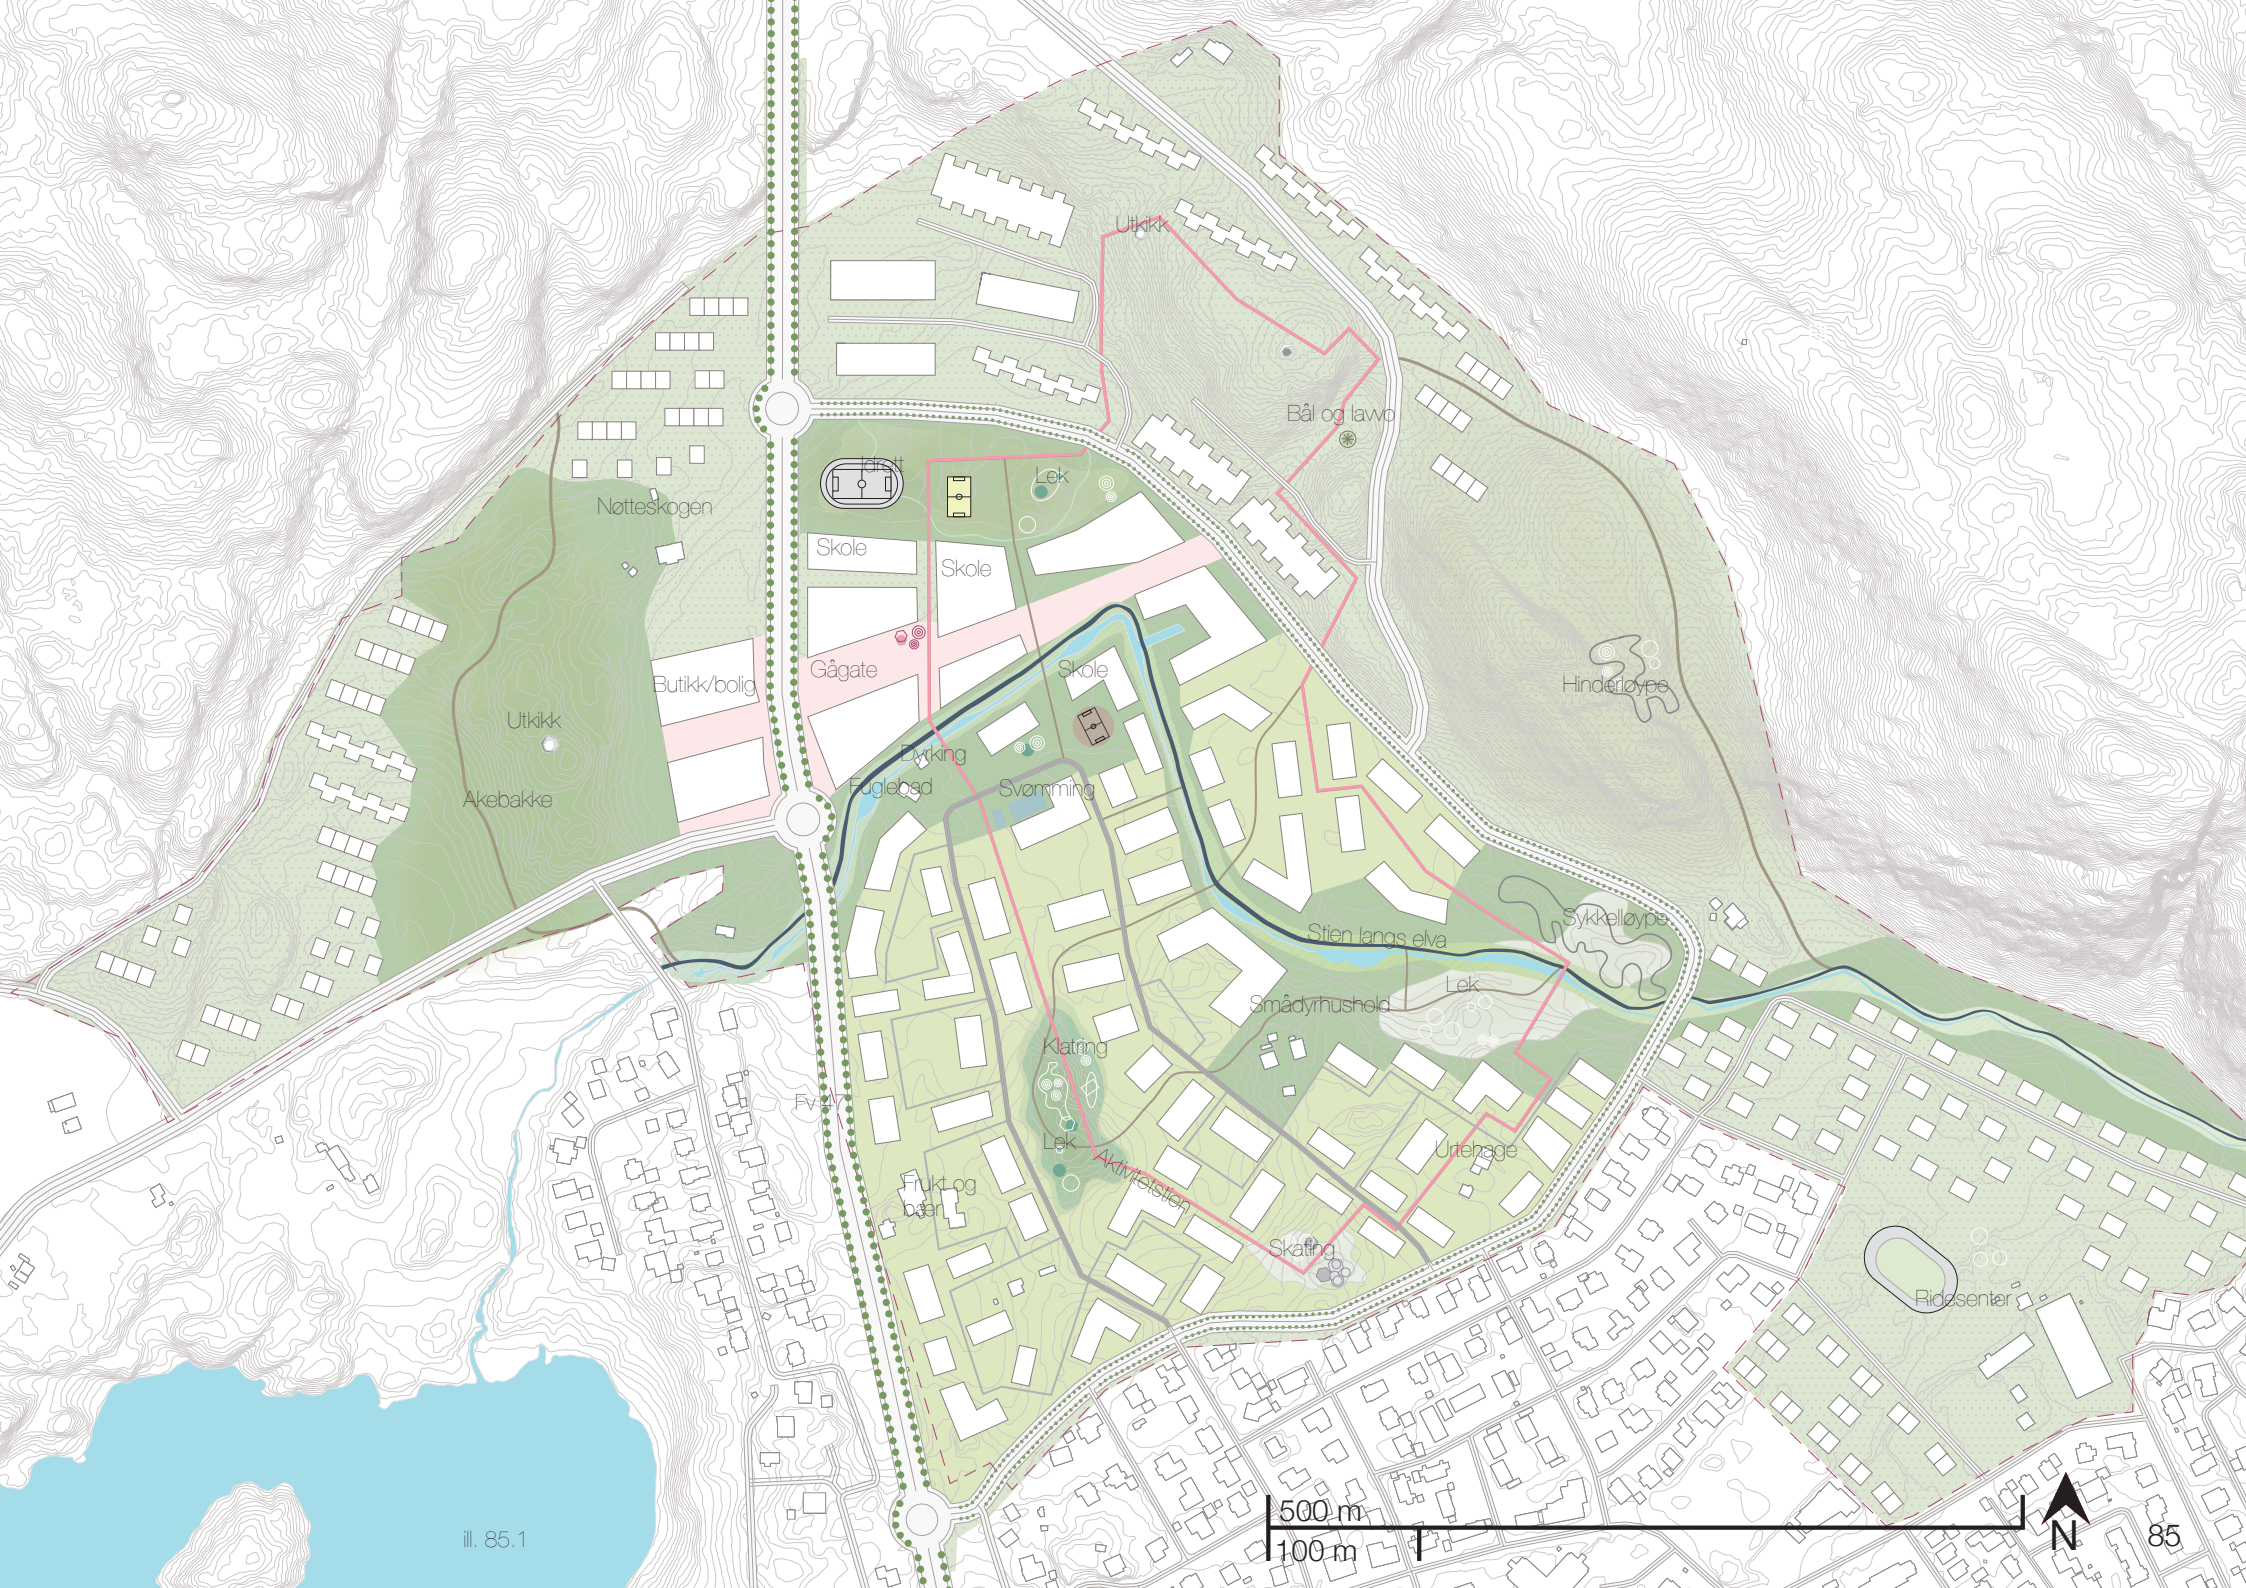 Utkikk
Bål og lavvo
Idrett
Lek
Nøtteskogen
Skole
Skole
Gågate
Skole
Butikk/bolig
Hinderløype
Utkikk
Dyrking
Fuglebad
Svømming
Akebakke
Sykkelløype
Stien langs elva
Lek
Smådyrhushold
Klatring
Fv 47
Lek
Aktivitetstien
Urtehage
Frukt og
bær
Skating
Ridesenter
500 m
100 m
N
ill. 85.1
85